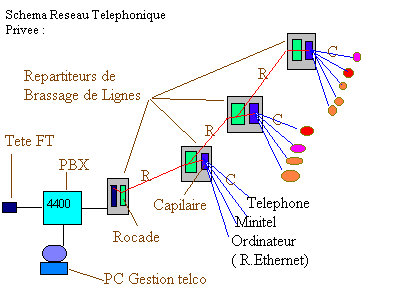 Schema Reseau Telephonique
Privee :
C
Repartiteurs de
Brassage de Lignes
R
R
C
Tete FT
PBX
R
C
4400
Capilaire
Telephone
Minitel
Rocade
Ordinateur
( R.Ethernet)
PC Gestion telco